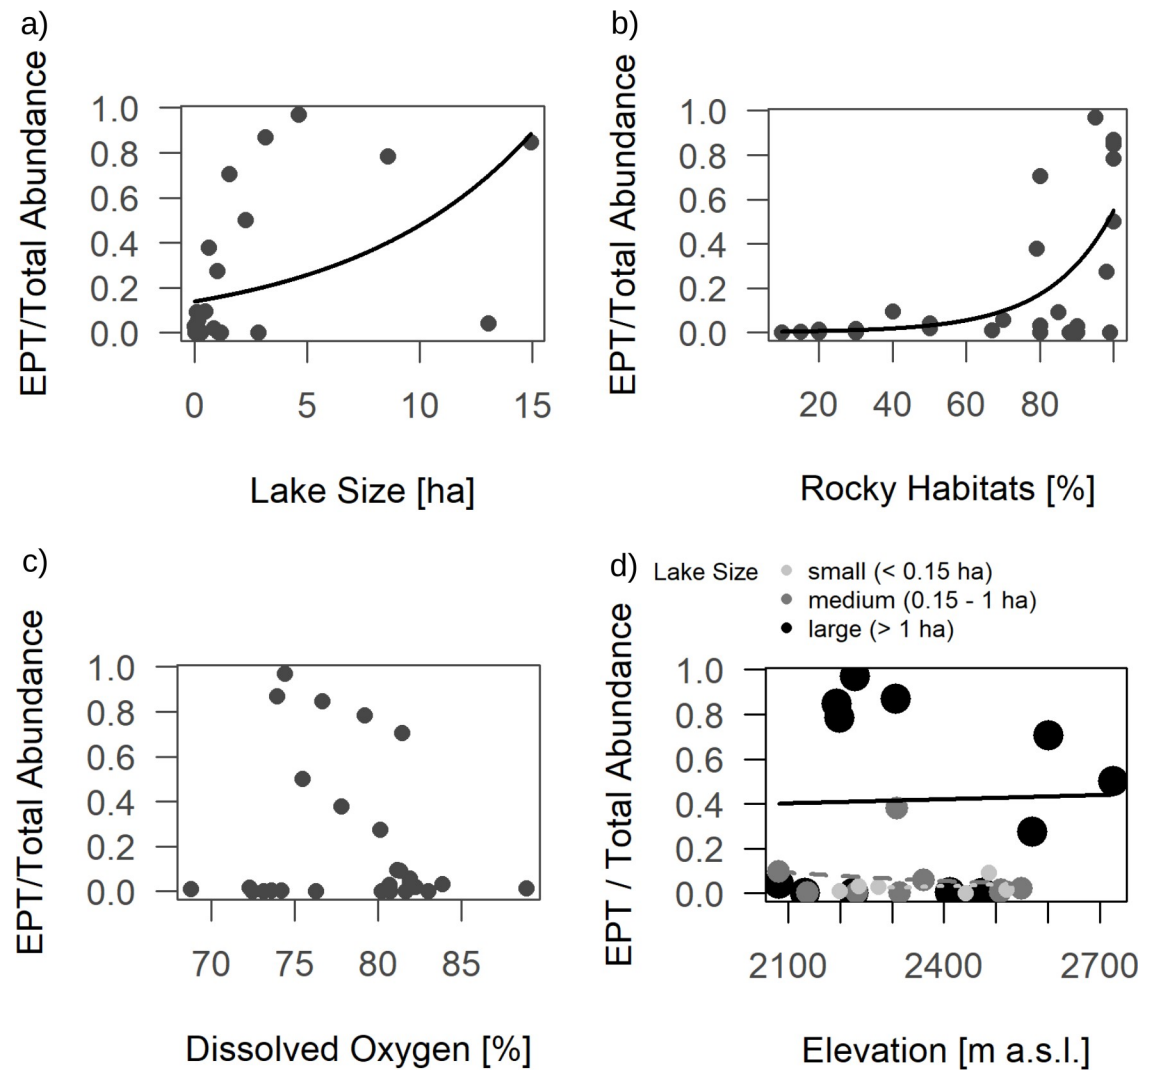 a)
EPT/Total Abundance
1.0
0.8
0.6
0.4
0.2
0.0
0 5 10 15
Lake Size [ha]
b)
EPT/Total Abundance
1.0
0.8
0.6
0.4
0.2
0.0
20 40 60 80
Rocky Habitats [%]
c)
EPT/Total Abundance
1.0
0.8
0.6
0.4
0.2
0.0
70 75 80 85
Dissolved Oxygen [%]
d)
Lake Size
small (< 0.15 ha)
medium (0.15 - 1 ha)
large (> 1 ha)
EPT / Total Abundance
1.0
0.8
0.6
0.4
0.2
0.0
2100 2400 2700
Elevation [m a.s.l.]